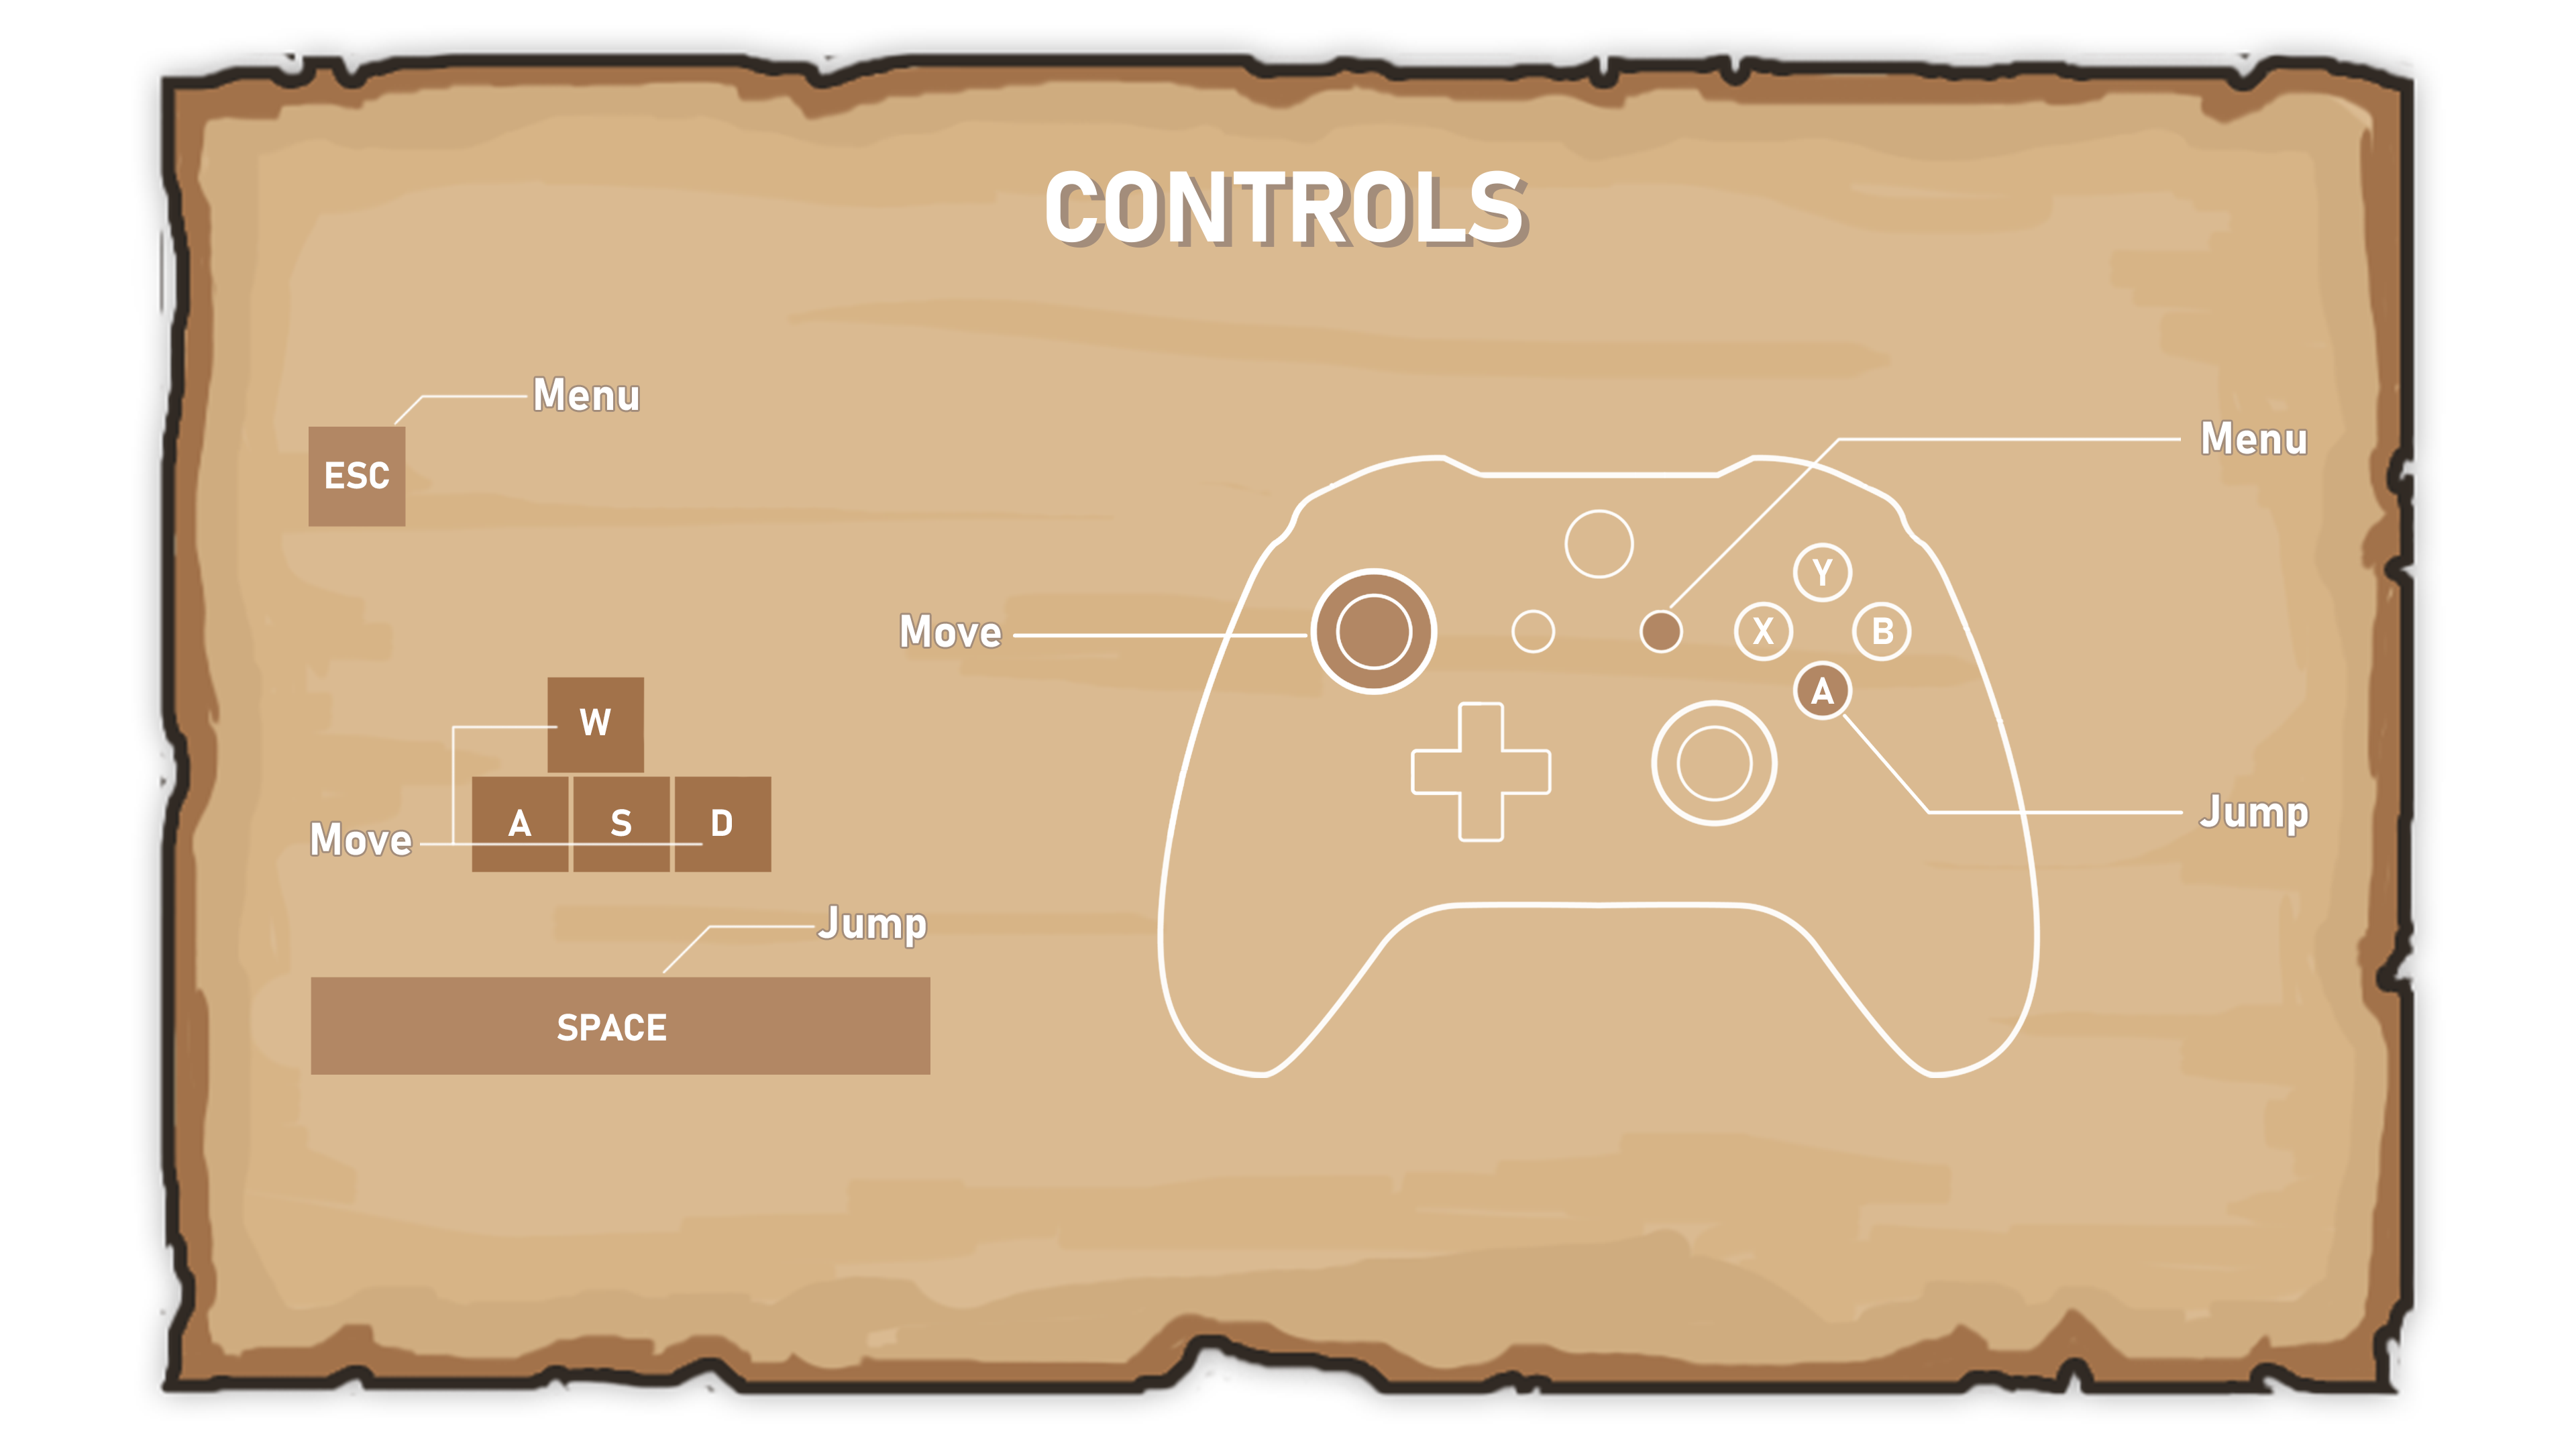 CONTROLS
Menu
ESC
W
A S D
Move
Jump
SPACE
Menu
Move
Y
X B
A
Jump